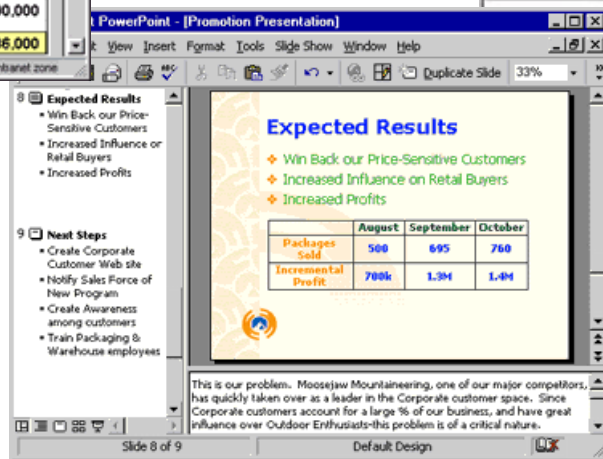 00,000
36,000
tranet zone
t PowerPoint - [Promotion Presentation]
t View Insert Format Tools Slide Show Window Help
Duplicate Slide 33%
8 Expected Results
• Win Back our Price-
Sensitive Customers
• Increased Influence or
Retail Buyers
• Increased Profits
9 Next Steps
• Create Corporate
Customer Web site
• Notify Sales Force of
New Program
• Create Awareness
among customers
• Train Packaging &
Warehouse employees
Expected Results
Win Back our Price-Sensitive Customers
Increased Influence on Retail Buyers
Increased Profits
August September October
Packages
Sold 500 695 760
Incremental
Profit 700k 1.3M 1.4M
This is our problem. Moosejaw Mountaineering, one of our major competitors,
has quickly taken over as a leader in the Corporate customer space. Since
Corporate customers account for a large % of our business, and have great
influence over Outdoor Enthusiasts-this problem is of a critical nature.
Slide 8 of 9 Default Design